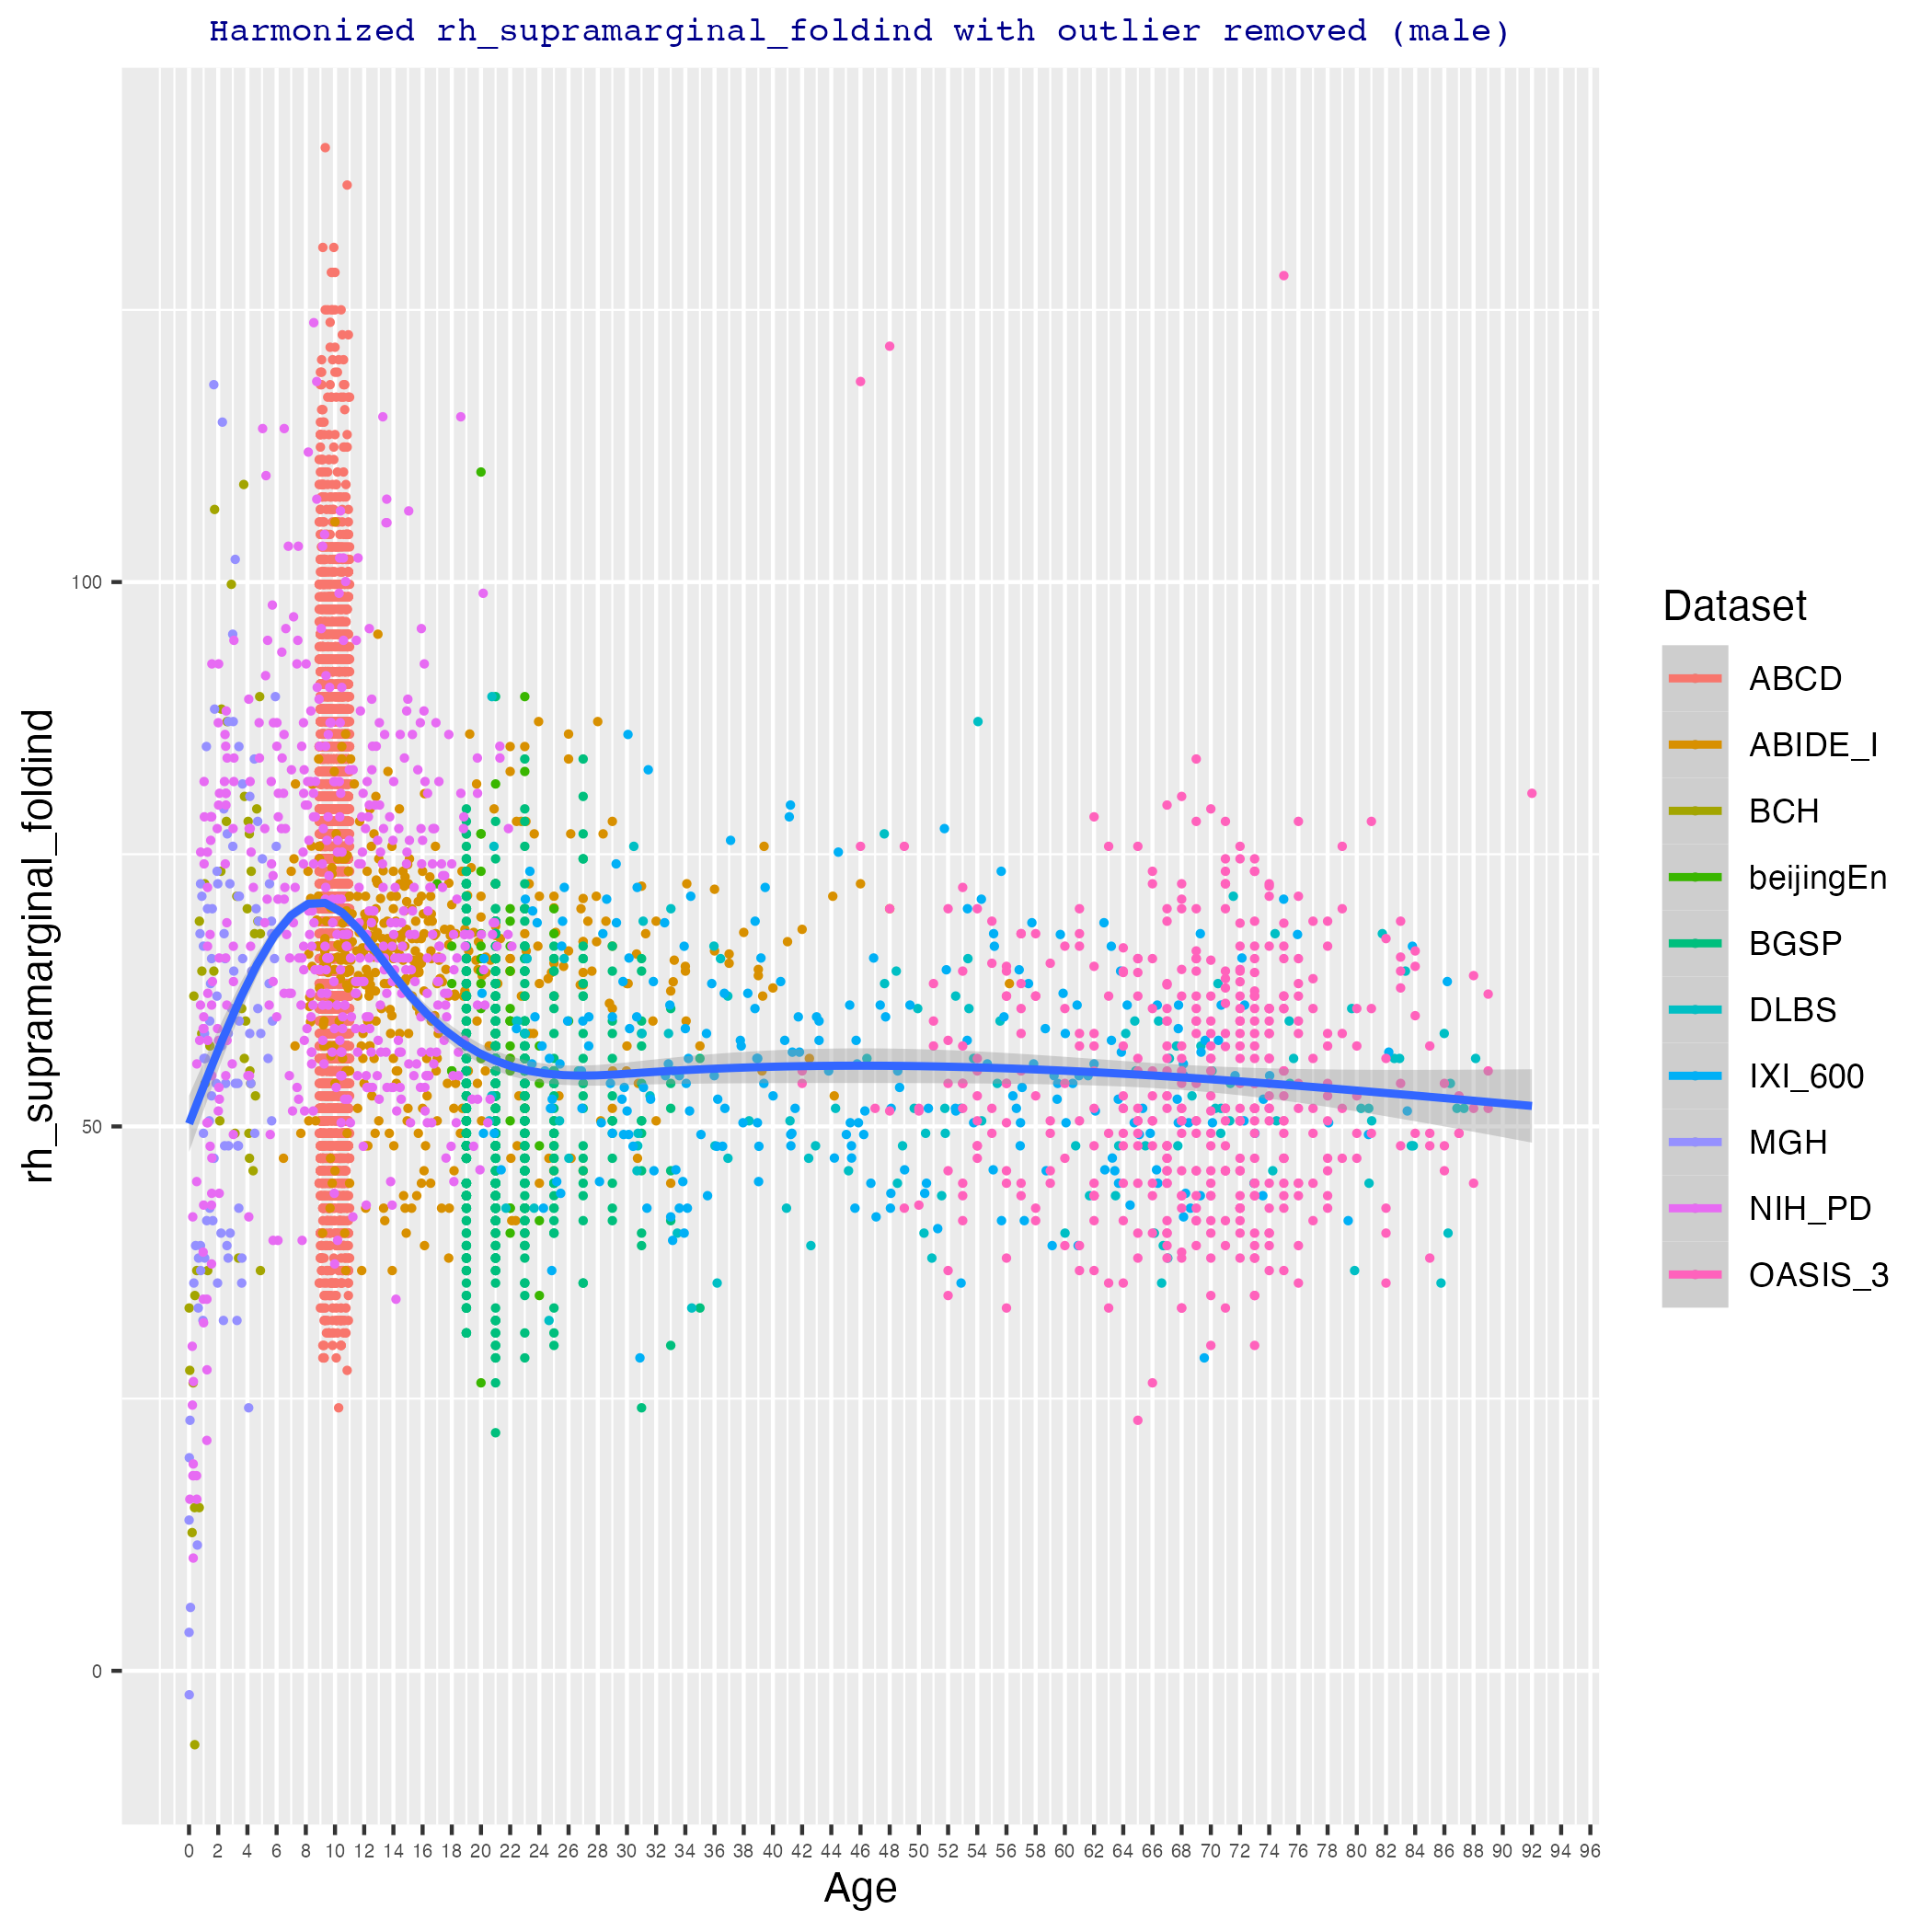 Harmonized rh_supramarginal_foldind with outlier removed (male)
rh_supramarginal_foldind
100
50
0
0 2 4 6 8 10 12 14 16 18 20 22 24 26 28 30 32 34 36 38 40 42 44 46 48 50 52 54 56 58 60 62 64 66 68 70 72 74 76 78 80 82 84 86 88 90 92 94 96
Age
Dataset
ABCD
ABIDE_I
BCH
beijingEn
BGSP
DLBS
IXI_600
MGH
NIH_PD
OASIS_3